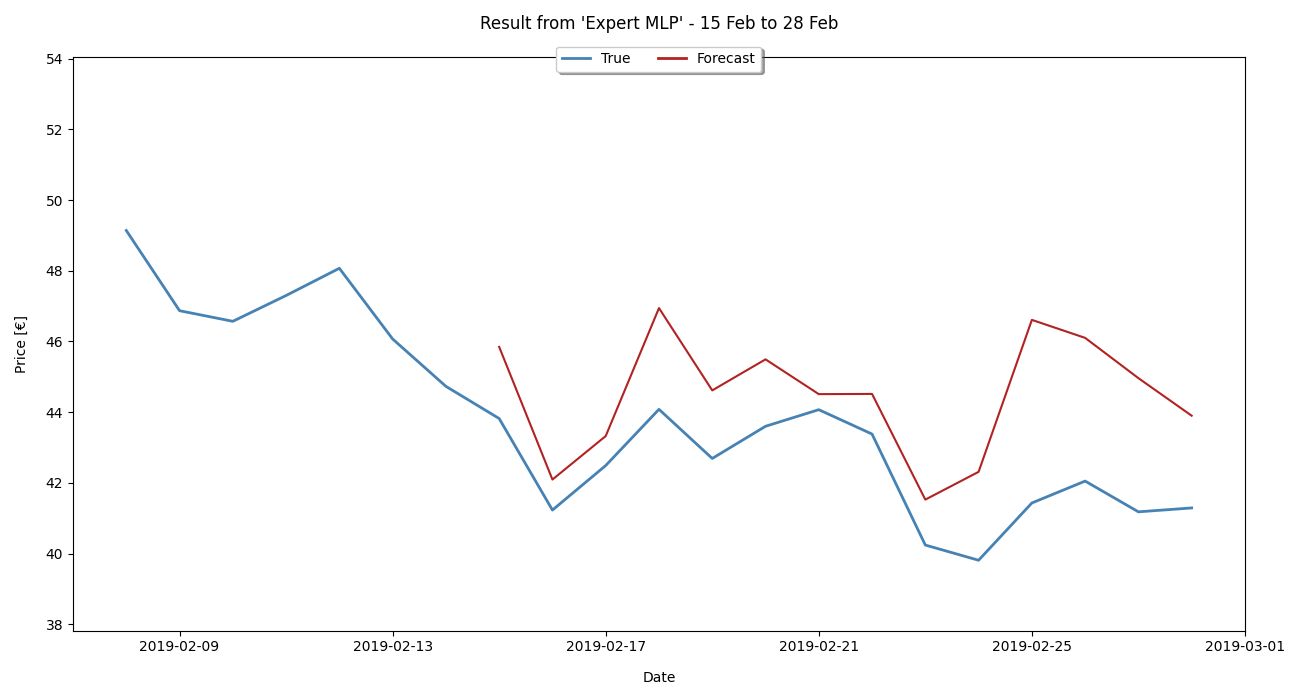 Result from 'Expert MLP' - 15 Feb to 28 Feb
True Forecast
54
52
50
48
46
44
42
40
38
Price [€]
2019-02-09 2019-02-13 2019-02-17 2019-02-21 2019-02-25 2019-03-01
Date